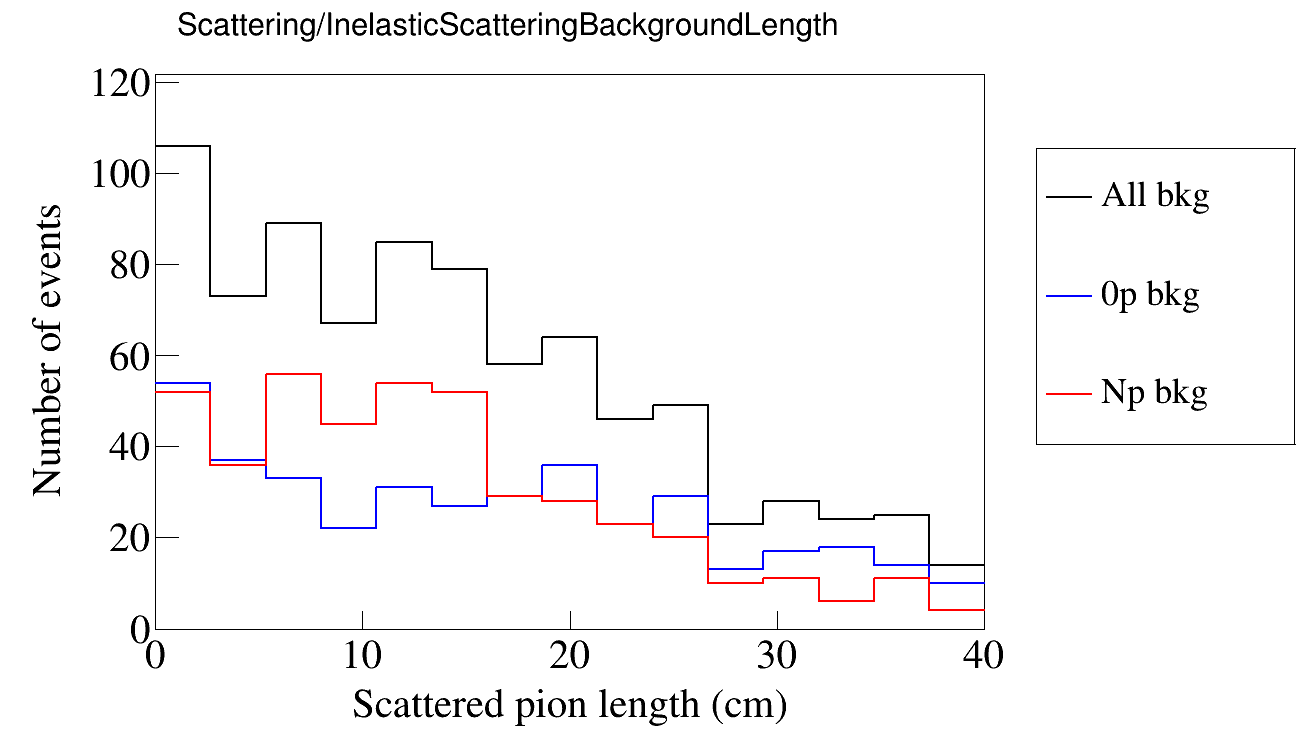 Scattering/InelasticScatteringBackgroundLength
120
100
80
60
40
20
0
Number of events
0 10 20 30 40
Scattered pion length (cm)
All bkg
0p bkg
Np bkg